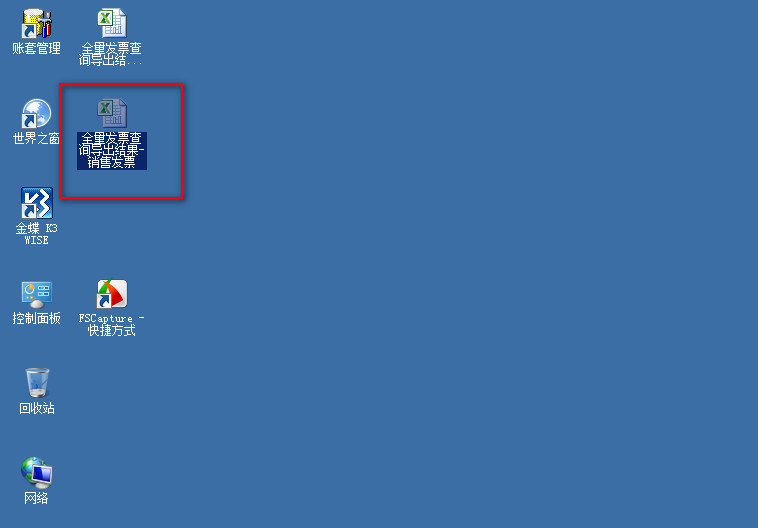 账套管理
全量发票查
询导出结...
世界之窗
全量发票查
询导出结果-
销售发票
金蝶 K3
WISE
控制面板
FSCapture -
快捷方式
回收站
网络